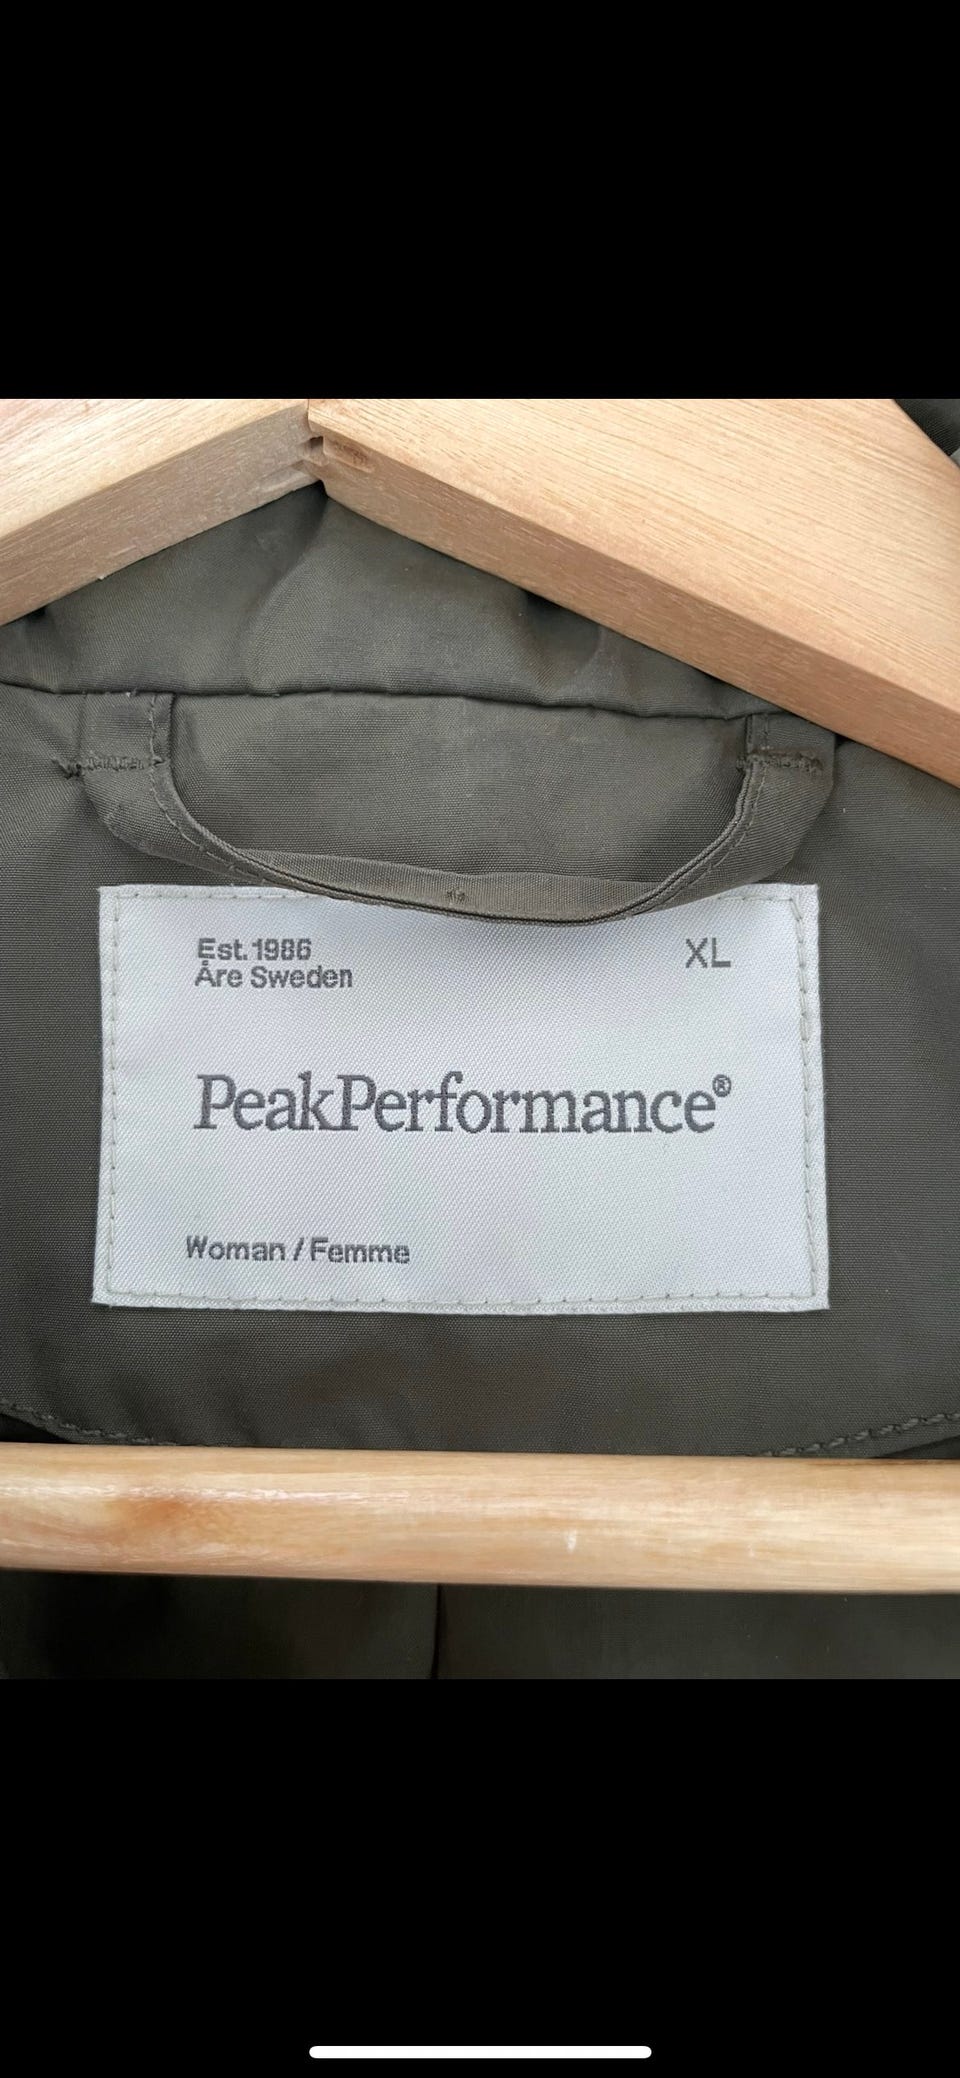 Est. 1986
Åre Sweden
XL
PeakPerformance®
Woman / Femme